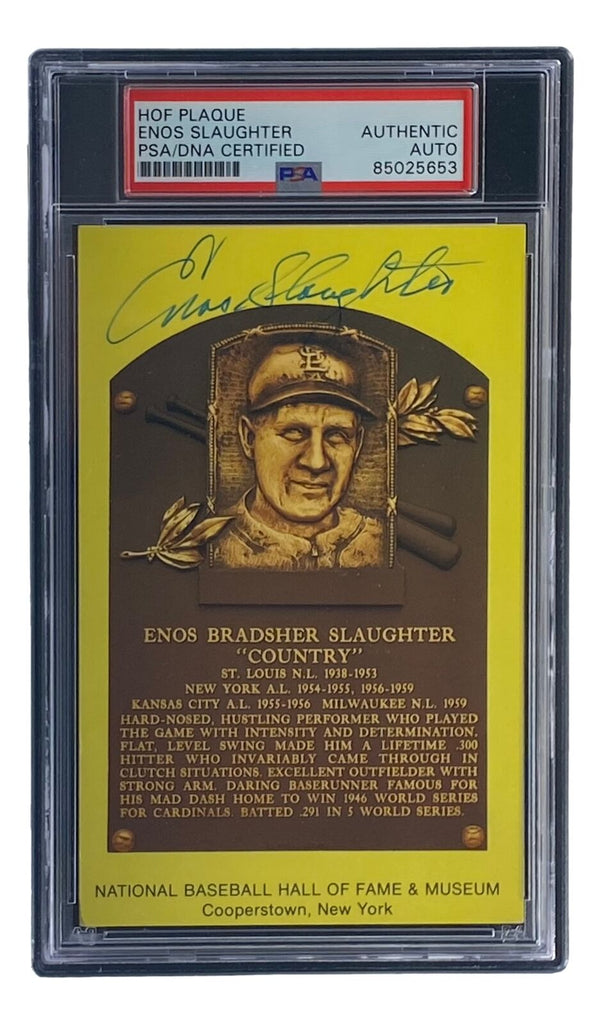 HOF PLAQUE
ENOS SLAUGHTER AUTHENTIC
PSA/DNA CERTIFIED AUTO
PSA 85025653
Enos Slaughter
STL
ENOS BRADSHER SLAUGHTER
"COUNTRY"
ST. LOUIS N.L. 1938-1953
NEW YORK A.L. 1954-1955, 1956-1959
KANSAS CITY A.L. 1955-1956 MILWAUKEE N.L. 1959
HARD-NOSED, HUSTLING PERFORMER WHO PLAYED
THE GAME WITH INTENSITY AND DETERMINATION.
FLAT, LEVEL SWING MADE HIM A LIFETIME .300
HITTER WHO INVARIABLY CAME THROUGH IN
CLUTCH SITUATIONS. EXCELLENT OUTFIELDER WITH
STRONG ARM. DARING BASERUNNER FAMOUS FOR
HIS MAD DASH HOME TO WIN 1946 WORLD SERIES
FOR CARDINALS. BATTED .291 IN 5 WORLD SERIES.
NATIONAL BASEBALL HALL OF FAME & MUSEUM
Cooperstown, New York